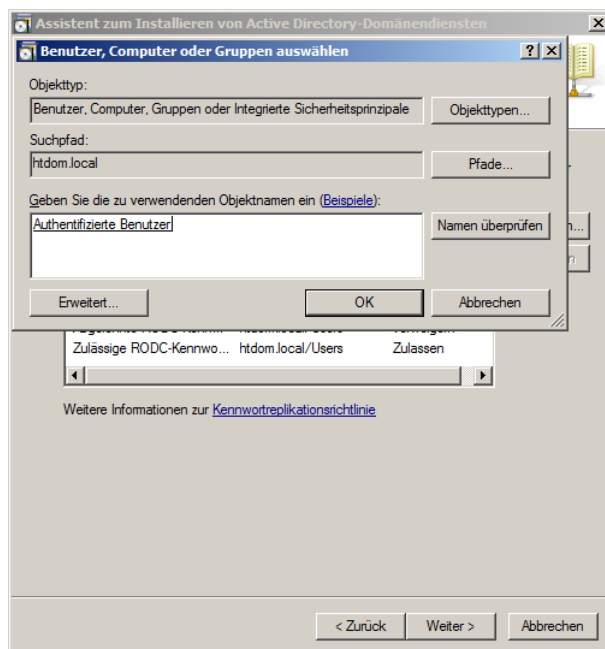 Assistent zum Installieren von Active Directory-Domänendiensten
Benutzer, Computer oder Gruppen auswählen
Objekttyp:
Benutzer, Computer, Gruppen oder Integrierte Sicherheitsprinzipale
Objekttypen...
Suchpfad:
htdom.local
Pfade...
Geben Sie die zu verwendenden Objektnamen ein (Beispiele):
Authentifizierte Benutzer
Namen überprüfen
Erweitert...
OK
Abbrechen
Zulässige RODC-Kennwo... htdom.local/Users Zulassen
Weitere Informationen zur Kennwortreplikationsrichtlinie
< Zurück
Weiter >
Abbrechen